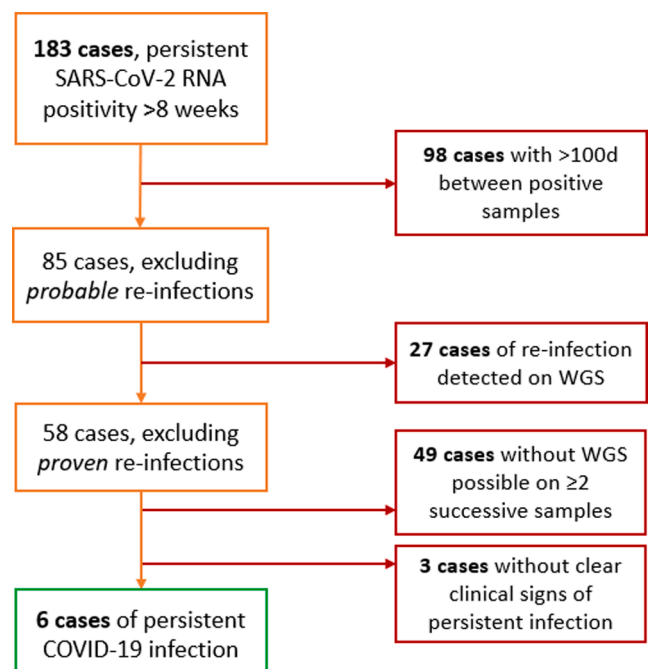 183 cases, persistent
SARS-CoV-2 RNA
positivity >8 weeks
98 cases with >100d
between positive
samples
85 cases, excluding
probable re-infections
27 cases of re-infection
detected on WGS
58 cases, excluding
proven re-infections
49 cases without WGS
possible on ≥2
successive samples
3 cases without clear
clinical signs of
persistent infection
6 cases of persistent
COVID-19 infection